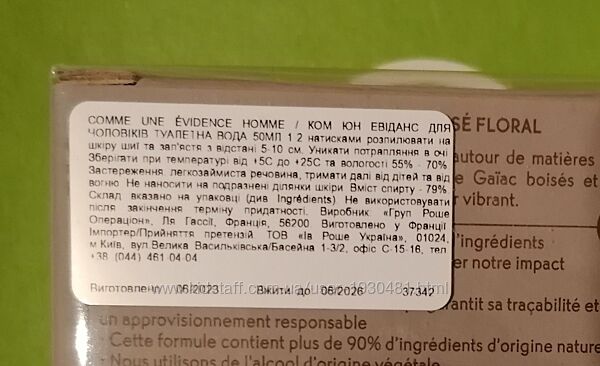 COMME UNE ÉVIDENCE HOMME / КОМ ЮН ЕВІДАНС ДЛЯ
ЧОЛОВІКІВ ТУАЛЕТНА ВОДА 50МЛ 1 2 натисками розпилювати на
шкіру шиї та зап'ястя з відстані 5-10 см. Уникати потрапляння в очі
Зберігати при температурі від +5С до +25С та вологості 55% - 70%
Застереження легкозаймиста речовина, тримати далі від дітей та від
вогню Не наносити на подразнені ділянки шкіри Вміст спирту - 79%
Склад вказано на упаковці (див Ingrédients) Не використовувати
після закінчення терміну придатності. Виробник «Груп Роше
Операціон», Ля Гассії, Франція, 56200 Виготовлено у Франції
Імпортер/Прийняття претензій ТОВ «Ів Роше Україна», 01024,
м Київ, вул Велика Васильківська/Басейна 1-3/2, офіс С-15-16, тел
+38 (044) 461 04-04
Виготовлено 06/2023 Вжити до 06/2026 37342
SÉ FLORAL
autour de matières
e Gaïac boisés et
r vibrant.
'ingrédients
er notre impact
garantit sa traçabilité et
un approvisionnement responsable
• Cette formule contient plus de 90% d'ingrédients d'origine nature
• Nous utilisons de l'alcool d'origine végétale